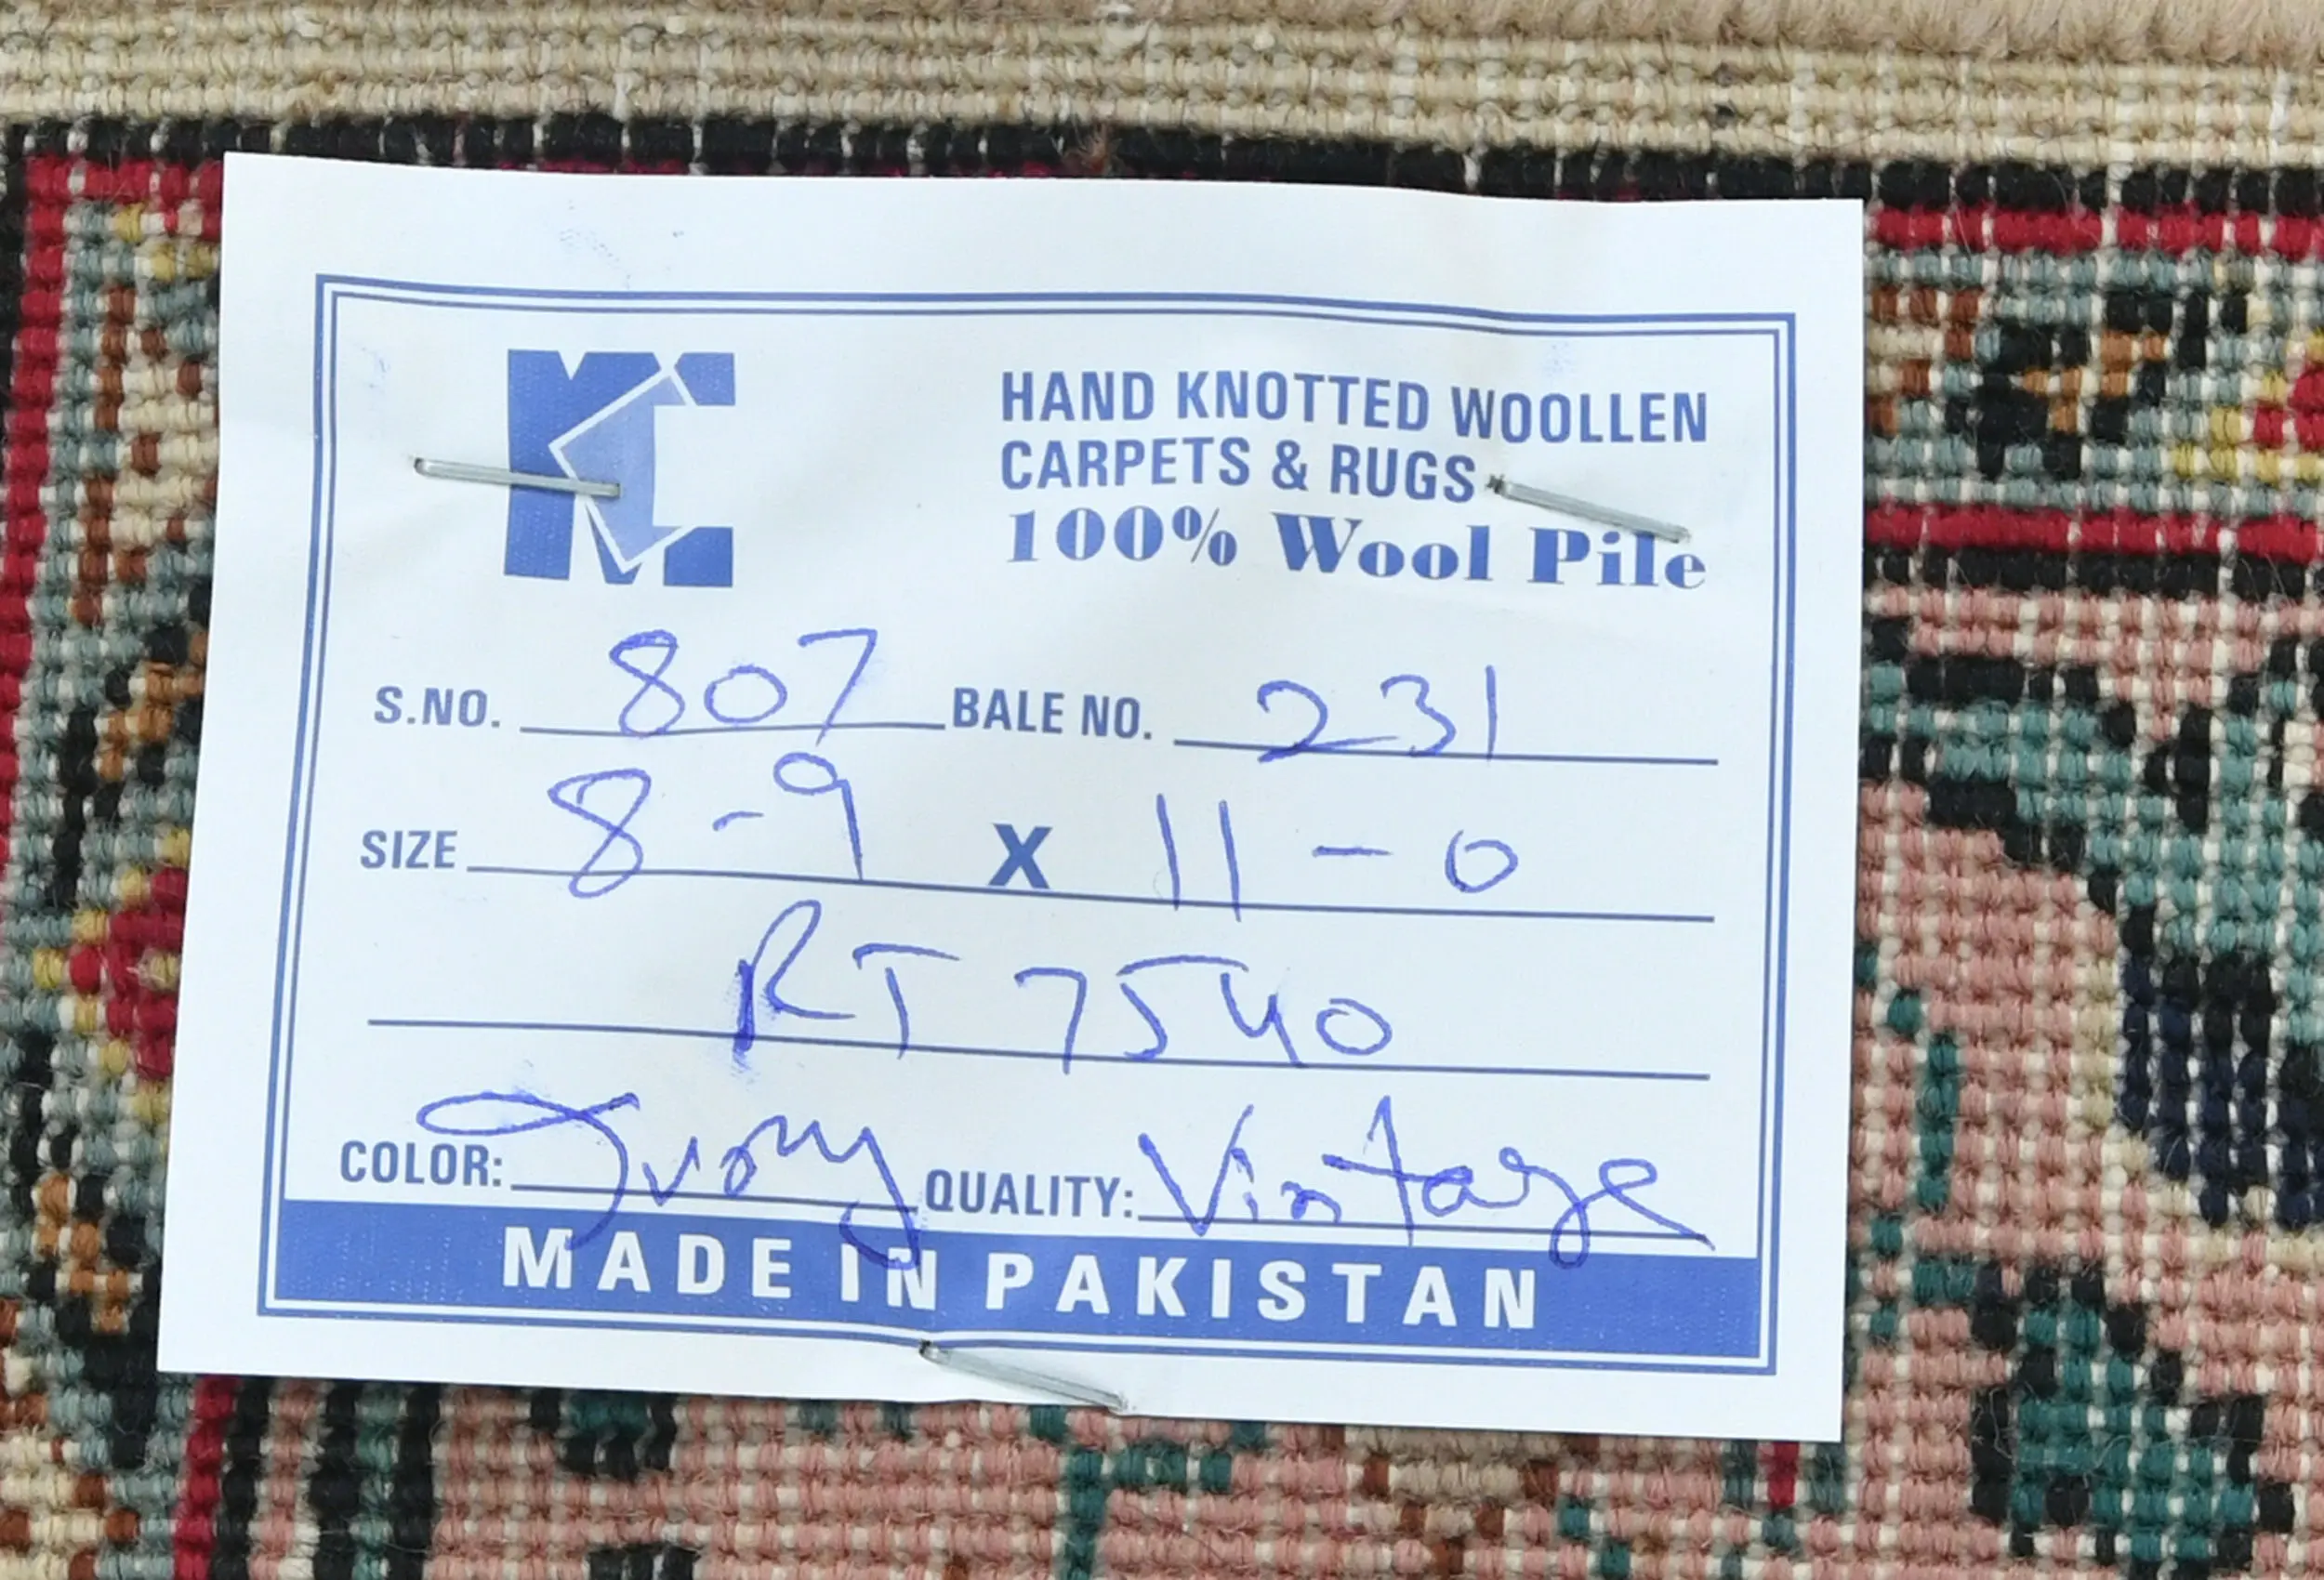 MC
HAND KNOTTED WOOLLEN
CARPETS & RUGS
100% Wool Pile
S.NO. 807 BALE NO. 231
SIZE 8-9 X 11-0
RT 7540
COLOR: Ivory QUALITY: Vintage
MADE IN PAKISTAN